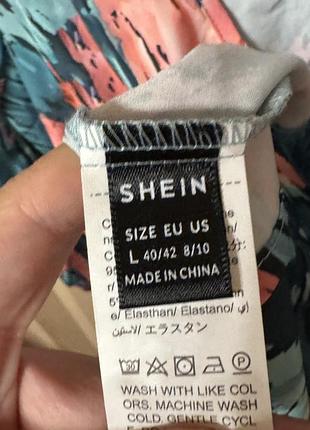 SHEIN
SIZE EU US
L 40/42 8/10
MADE IN CHINA
e/ Elasthan/ Elastano/
エラスタン
WASH WITH LIKE COL
ORS. MACHINE WASH
COLD. GENTLE CYCL